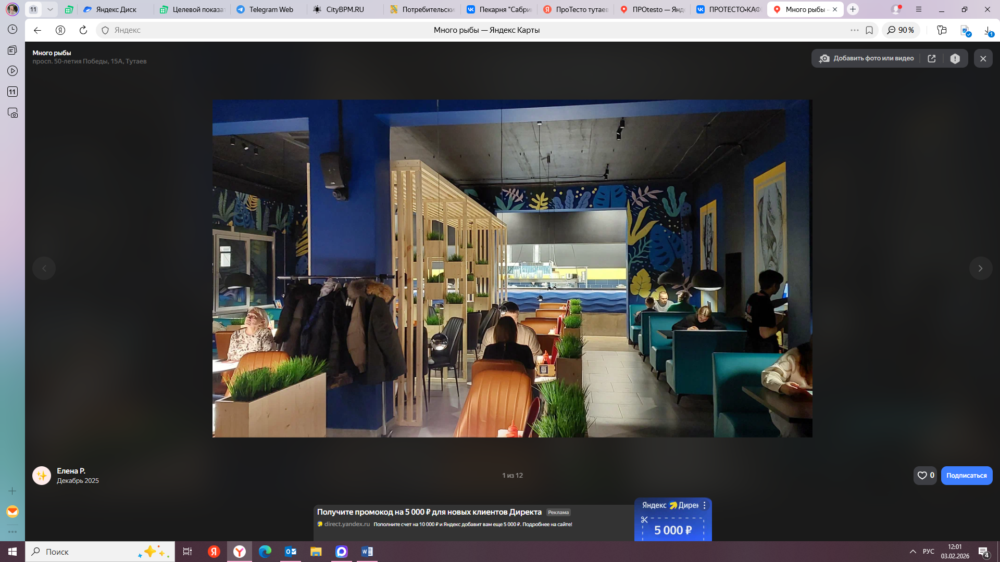 11
Яндекс Диск
Целевой показат
Telegram Web
CityBPM.RU
Потребительски
Пекарня "Сабри
ПроТесто тутаев
ПРОtesto — Янд
ПРОТЕСТО•КАФ
Много рыбы -
Яндекс
Много рыбы — Яндекс Карты
90 %
1
11
Много рыбы
просп. 50-летия Победы, 15А, Тутаев
Добавить фото или видео
Елена Р.
Декабрь 2025
1 из 12
0
Подписаться
Получите промокод на 5 000 ₽ для новых клиентов Директа
Реклама
direct.yandex.ru Пополните счет на 10 000 ₽ и Яндекс добавит вам еще 5 000 ₽. Подробнее на сайте!
Яндекс Дирек
5 000 ₽
Поиск
РУС
12:01
03.02.2026
4